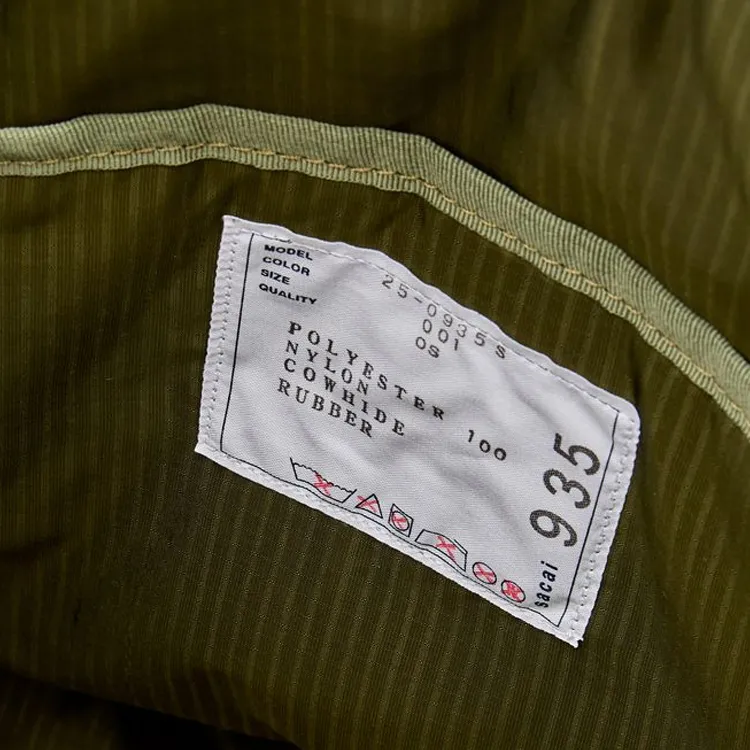 MODEL 25-0935S
COLOR 001
SIZE OS
QUALITY
POLYESTER 100
NYLON
COWHIDE
RUBBER
sacai 935